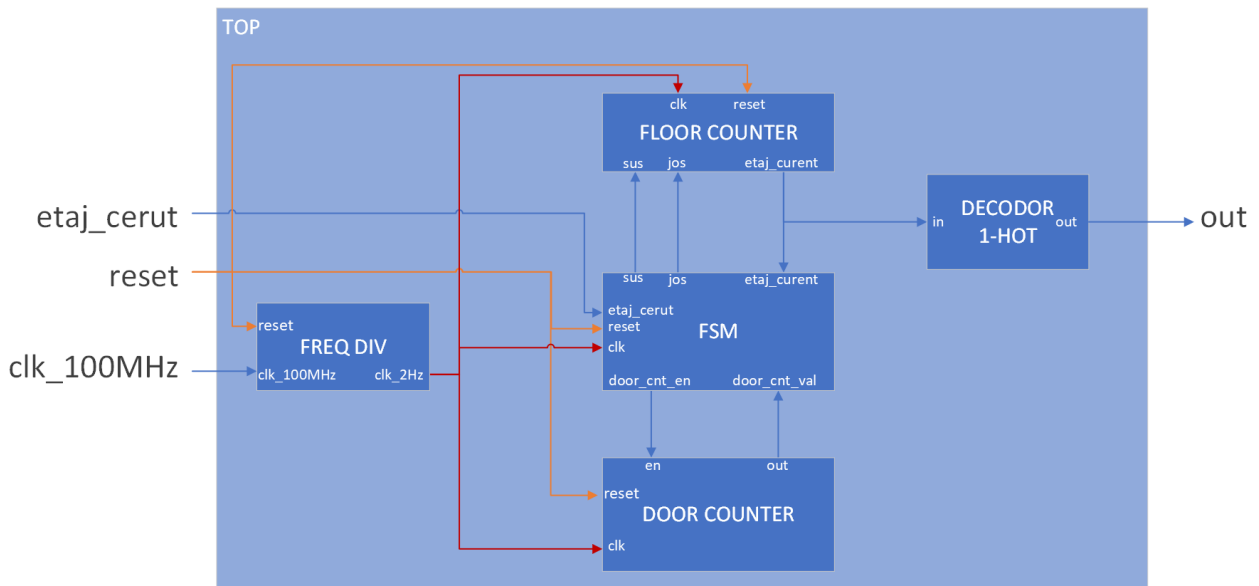 TOP
clk
reset
FLOOR COUNTER
sus
jos
etaj_curent
etaj_cerut
in
DECODOR
1-HOT
out
out
reset
sus
jos
etaj_curent
etaj_cerut
reset
FSM
clk
door_cnt_en
door_cnt_val
reset
FREQ DIV
clk_100MHz
clk_100MHz
clk_2Hz
en
out
reset
DOOR COUNTER
clk